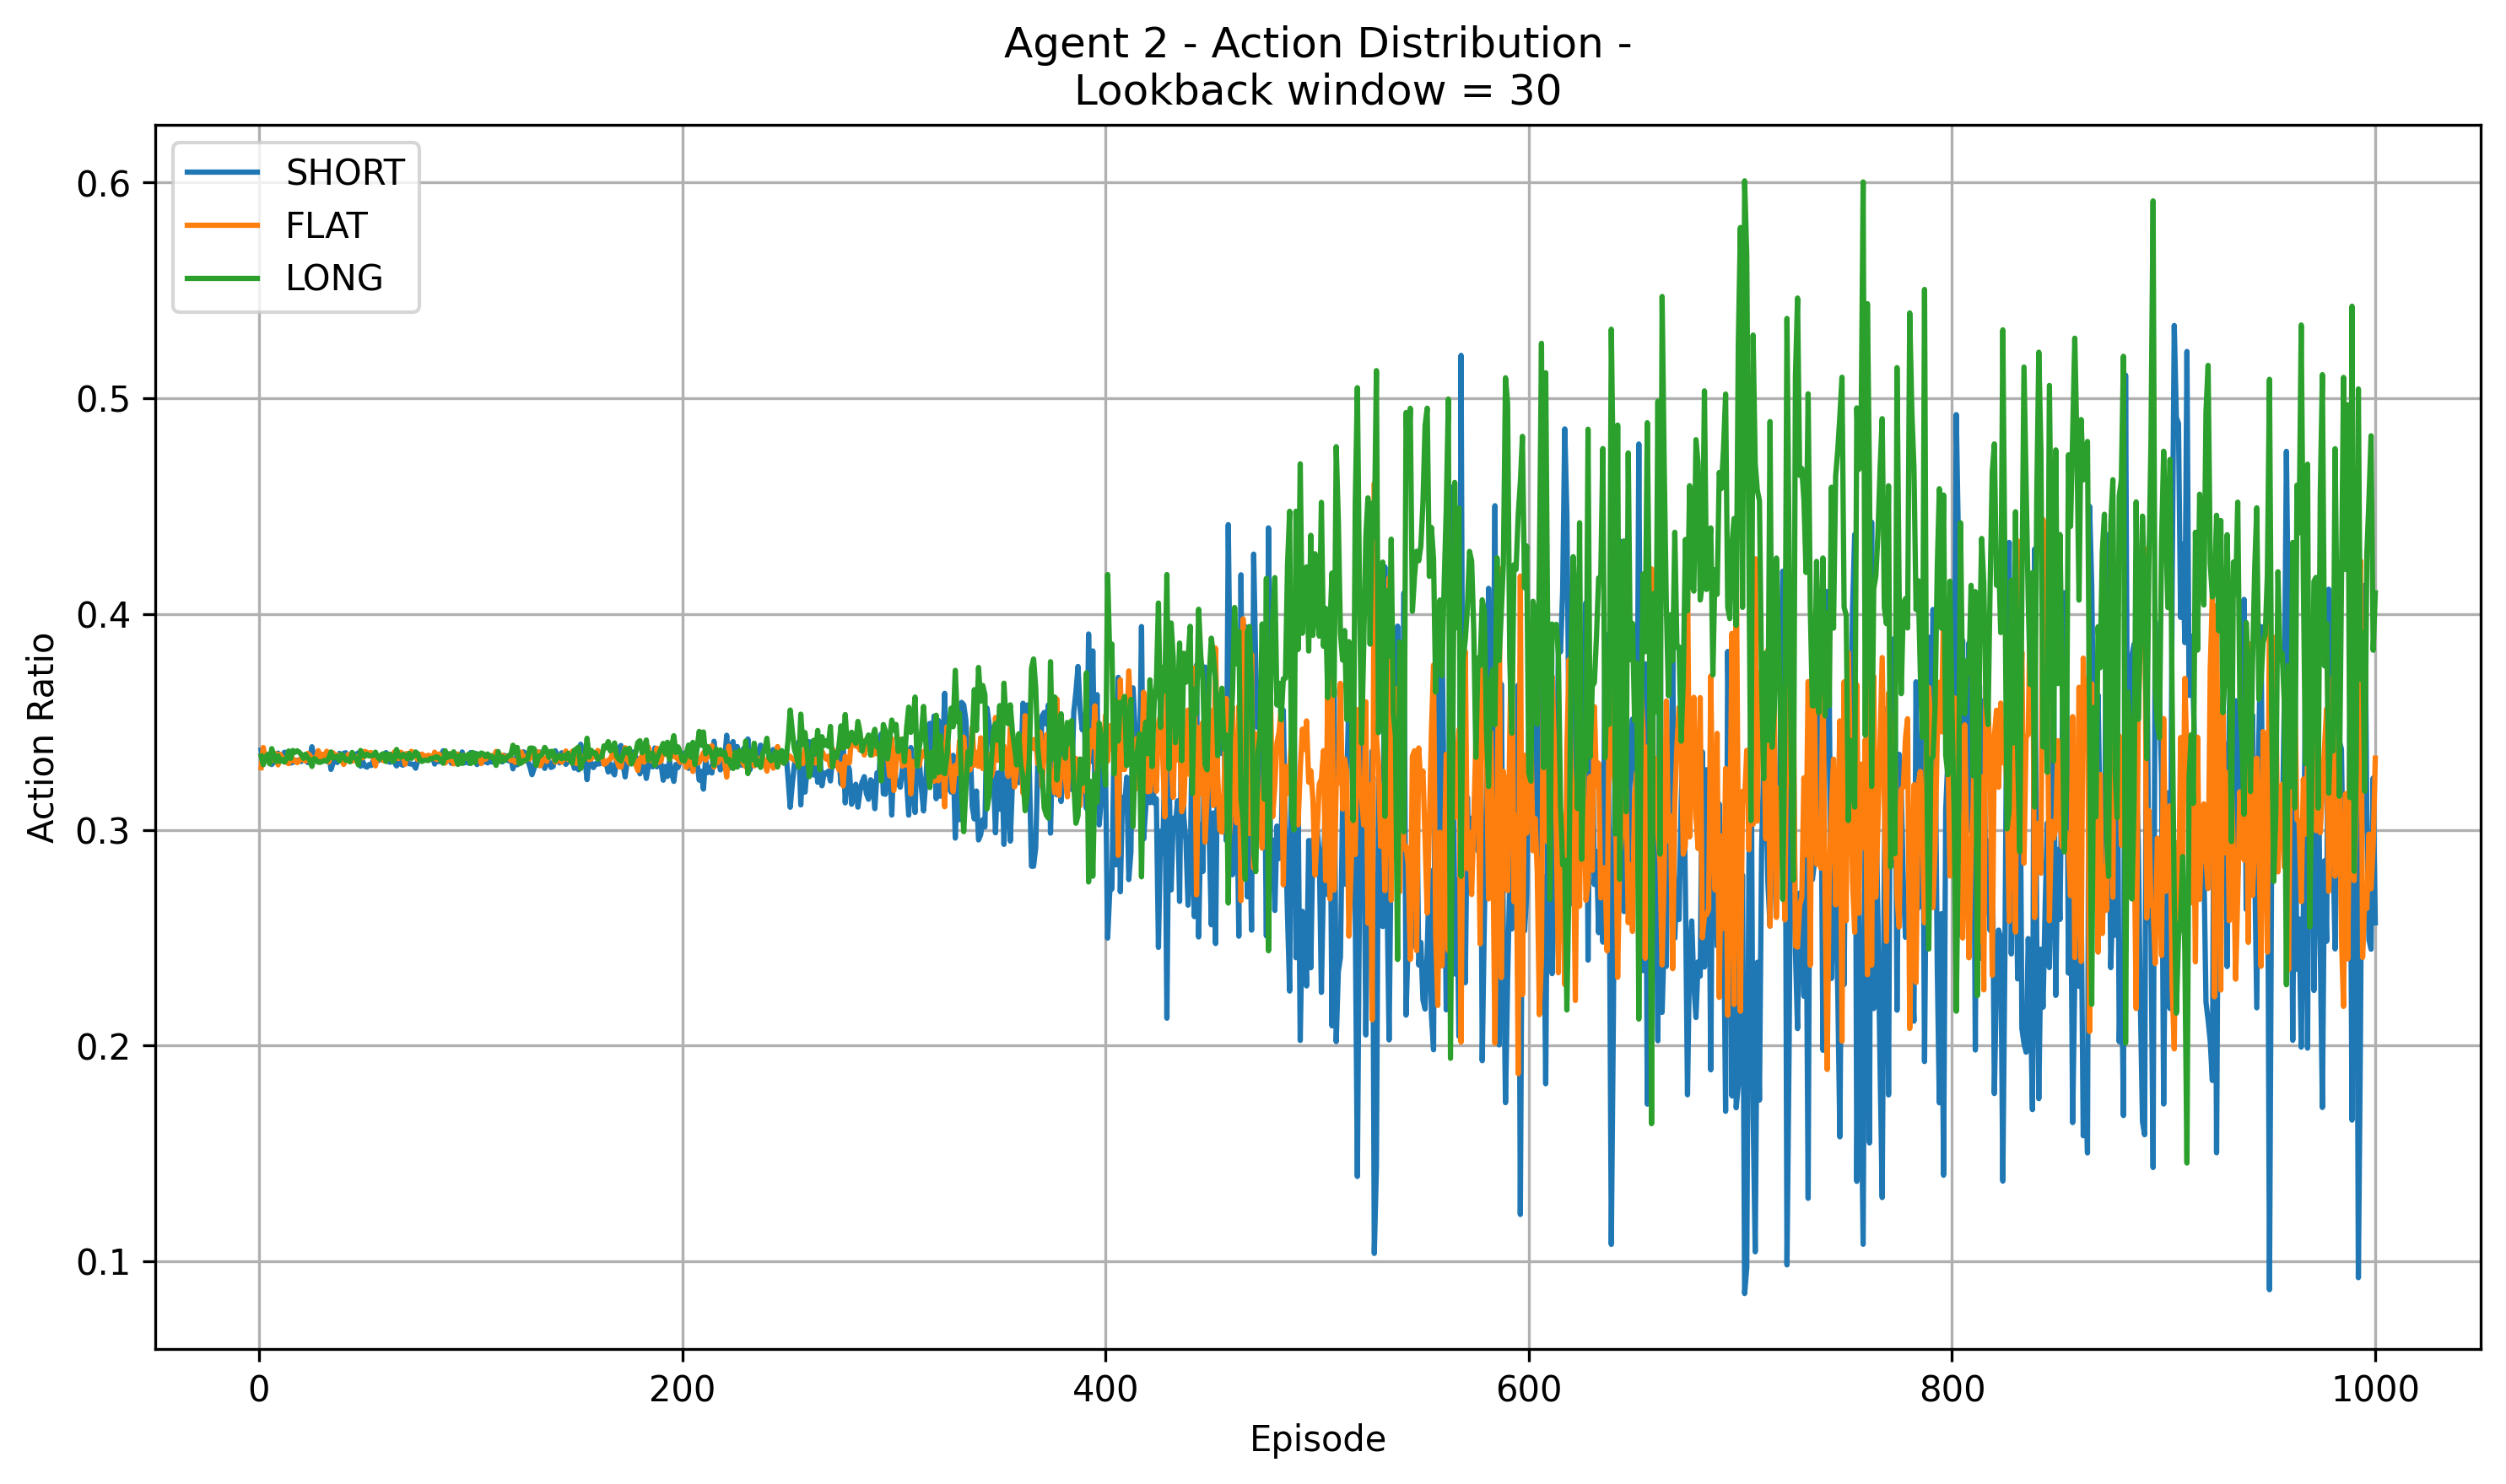 Agent 2 - Action Distribution -
Lookback window = 30
SHORT
FLAT
LONG
Action Ratio
0.6
0.5
0.4
0.3
0.2
0.1
0
200
400
600
800
1000
Episode